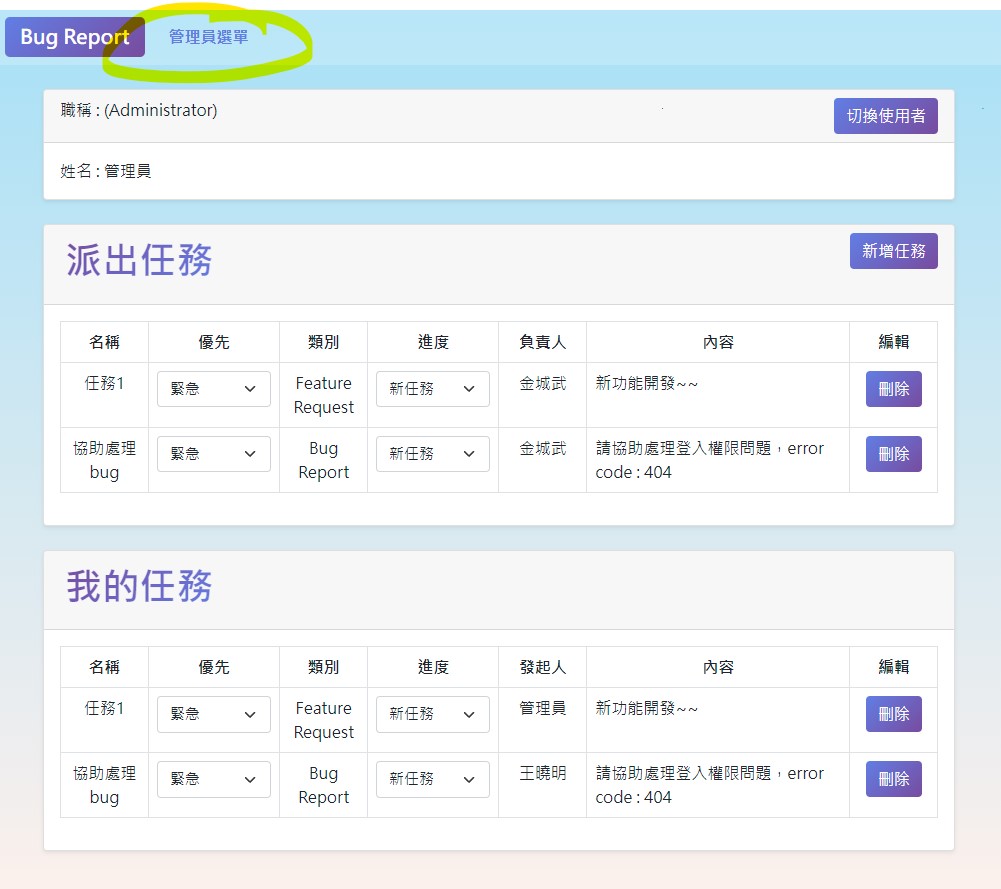 Bug Report 管理員選單
職稱 : (Administrator) 切換使用者
姓名 : 管理員
派出任務 新增任務
名稱 優先 類別 進度 負責人 內容 編輯
任務1 緊急 Feature Request 新任務 金城武 新功能開發~~ 刪除
協助處理 bug 緊急 Bug Report 新任務 金城武 請協助處理登入權限問題，error code : 404 刪除
我的任務
名稱 優先 類別 進度 發起人 內容 編輯
任務1 緊急 Feature Request 新任務 管理員 新功能開發~~ 刪除
協助處理 bug 緊急 Bug Report 新任務 王曉明 請協助處理登入權限問題，error code : 404 刪除